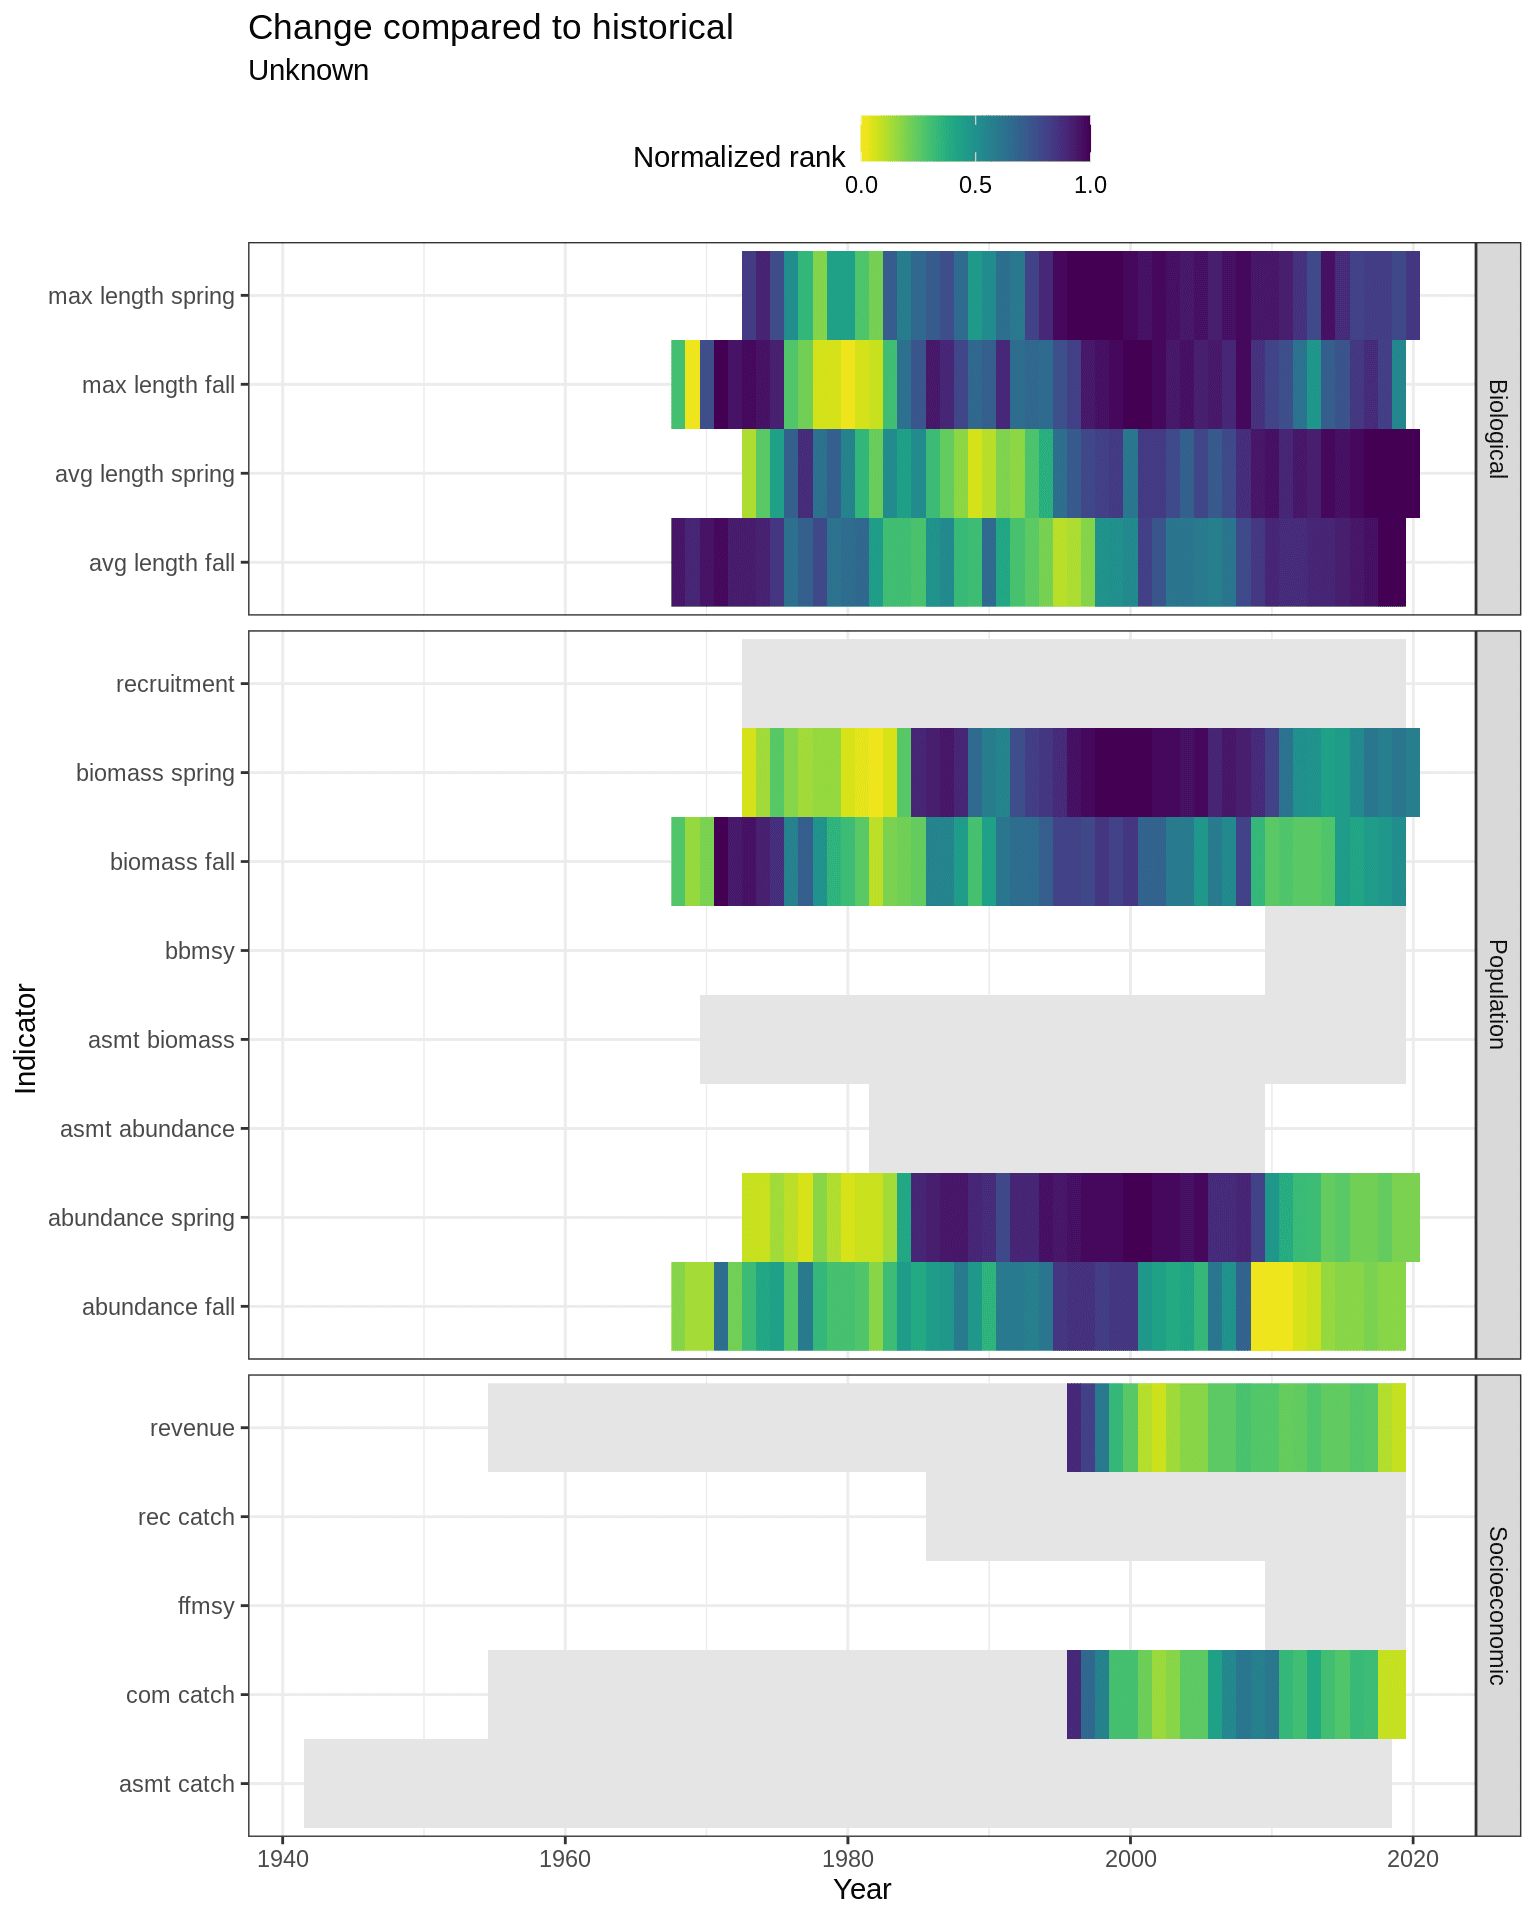 Change compared to historical
Unknown
Normalized rank
0.0 0.5 1.0
max length spring
max length fall
avg length spring
avg length fall
Biological
recruitment
biomass spring
biomass fall
bbmsy
asmt biomass
asmt abundance
abundance spring
abundance fall
Population
revenue
rec catch
ffmsy
com catch
asmt catch
Socioeconomic
Indicator
1940 1960 1980 2000 2020
Year